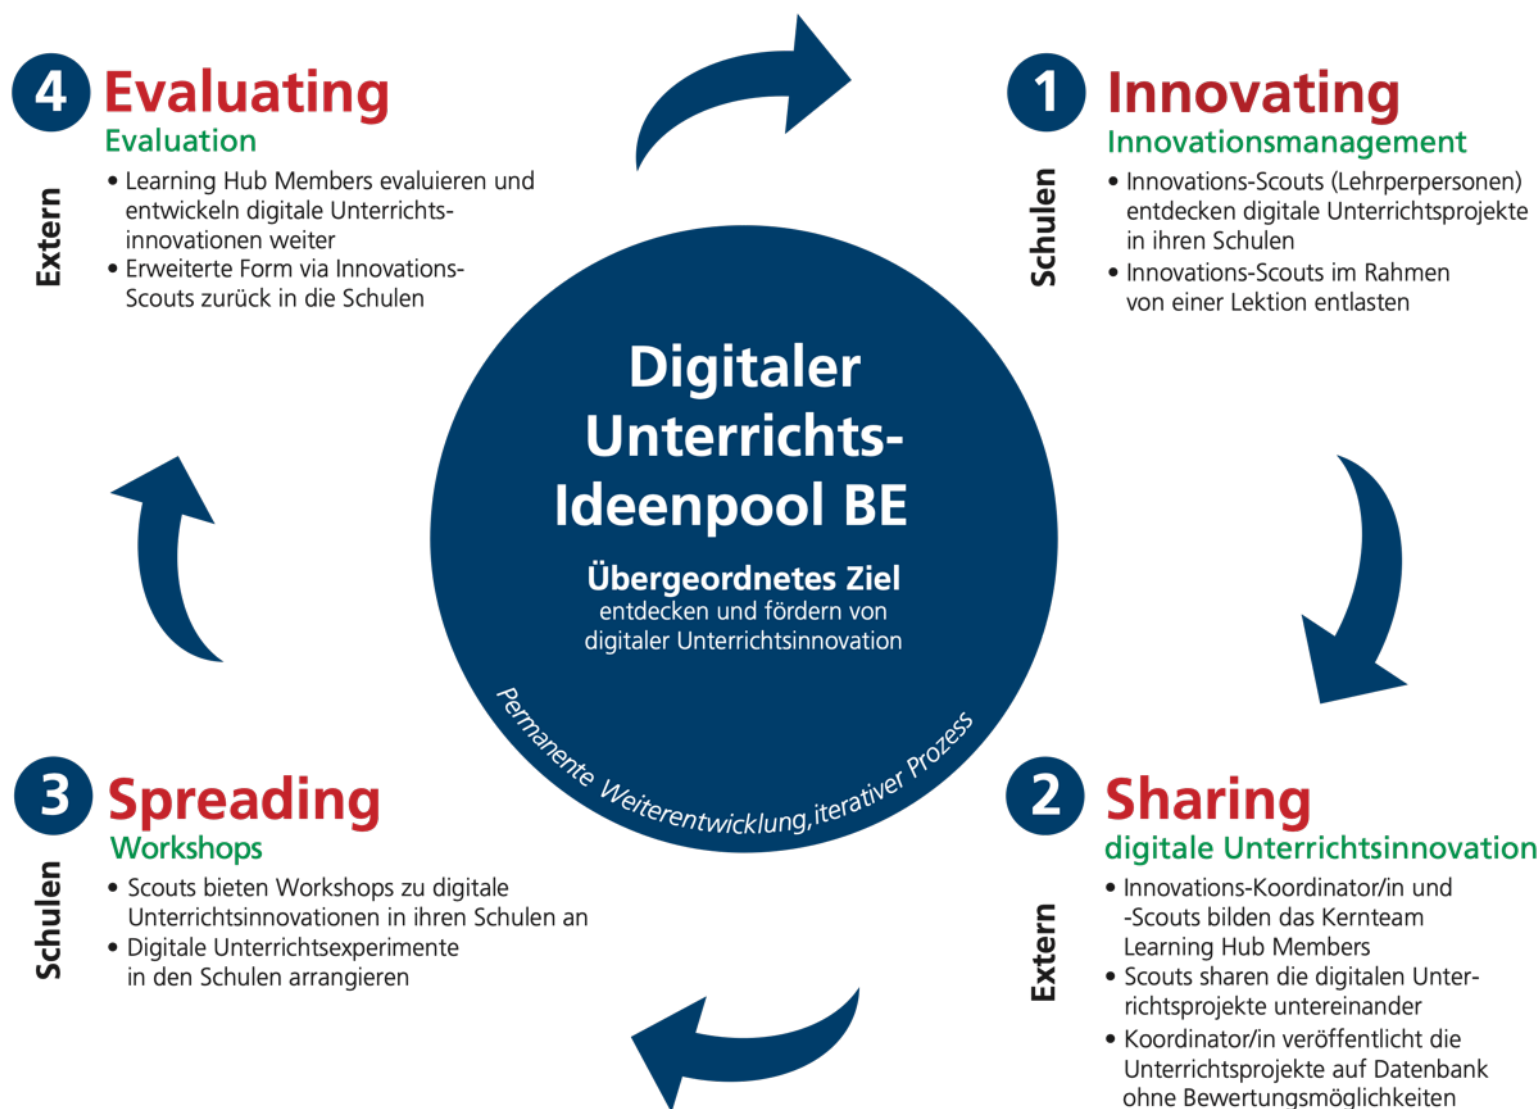 4 Evaluating
Evaluation
Extern
• Learning Hub Members evaluieren und
entwickeln digitale Unterrichts-
innovationen weiter
• Erweiterte Form via Innovations-
Scouts zurück in die Schulen
1 Innovating
Innovationsmanagement
Schulen
• Innovations-Scouts (Lehrperpersonen)
entdecken digitale Unterrichtsprojekte
in ihren Schulen
• Innovations-Scouts im Rahmen
von einer Lektion entlasten
Digitaler
Unterrichts-
Ideenpool BE
Übergeordnetes Ziel
entdecken und fördern von
digitaler Unterrichtsinnovation
Permanente Weiterentwicklung, iterativer Prozess
3 Spreading
Workshops
Schulen
• Scouts bieten Workshops zu digitale
Unterrichtsinnovationen in ihren Schulen an
• Digitale Unterrichtsexperimente
in den Schulen arrangieren
2 Sharing
digitale Unterrichtsinnovation
Extern
• Innovations-Koordinator/in und
-Scouts bilden das Kernteam
Learning Hub Members
• Scouts sharen die digitalen Unter-
richtsprojekte untereinander
• Koordinator/in veröffentlicht die
Unterrichtsprojekte auf Datenbank
ohne Bewertungsmöglichkeiten